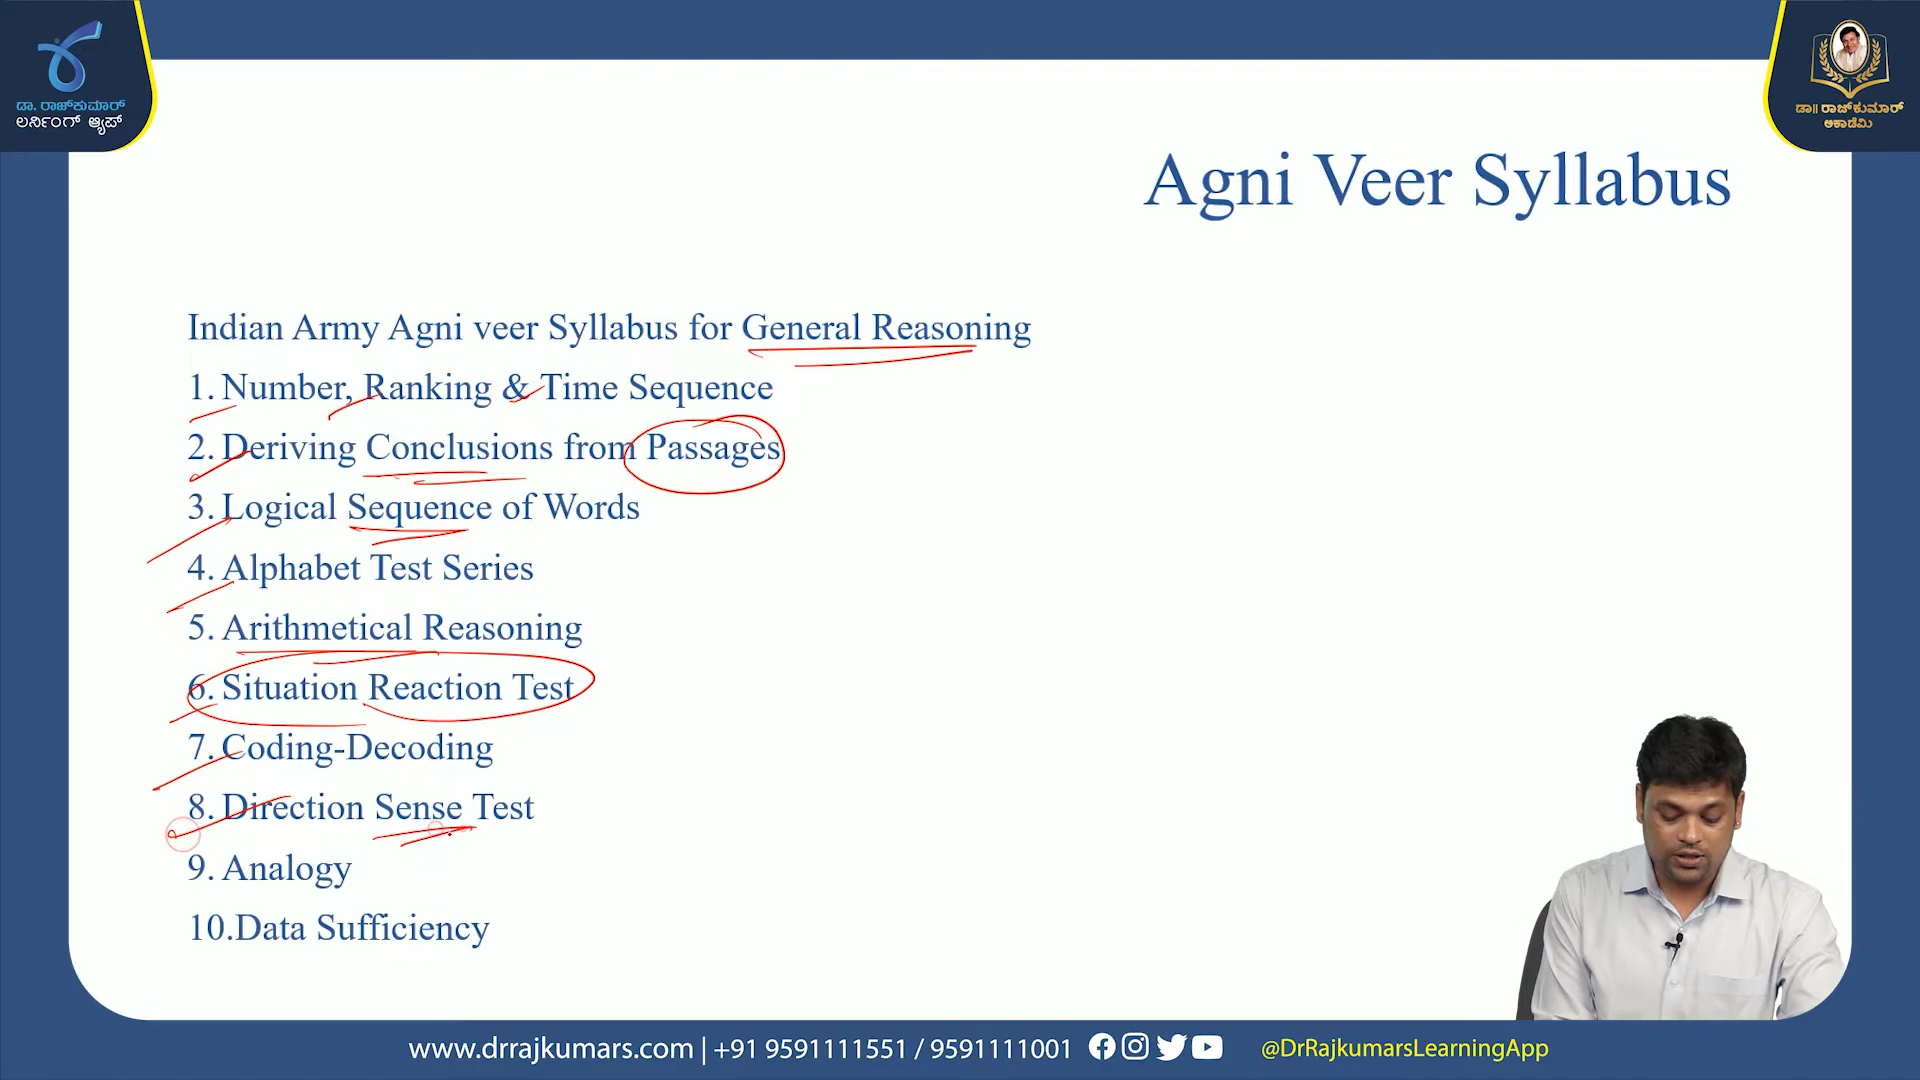 ಡಾ. ರಾಜ್‌ಕುಮಾರ್
ಲರ್ನಿಂಗ್ ಆ್ಯಪ್
ಡಾ|| ರಾಜ್‌ಕುಮಾರ್
ಅಕಾಡೆಮಿ
Agni Veer Syllabus
Indian Army Agni veer Syllabus for General Reasoning
1. Number, Ranking & Time Sequence
2. Deriving Conclusions from Passages
3. Logical Sequence of Words
4. Alphabet Test Series
5. Arithmetical Reasoning
6. Situation Reaction Test
7. Coding-Decoding
8. Direction Sense Test
9. Analogy
10.Data Sufficiency
www.drrajkumars.com | +91 9591111551 / 9591111001 @DrRajkumarsLearningApp